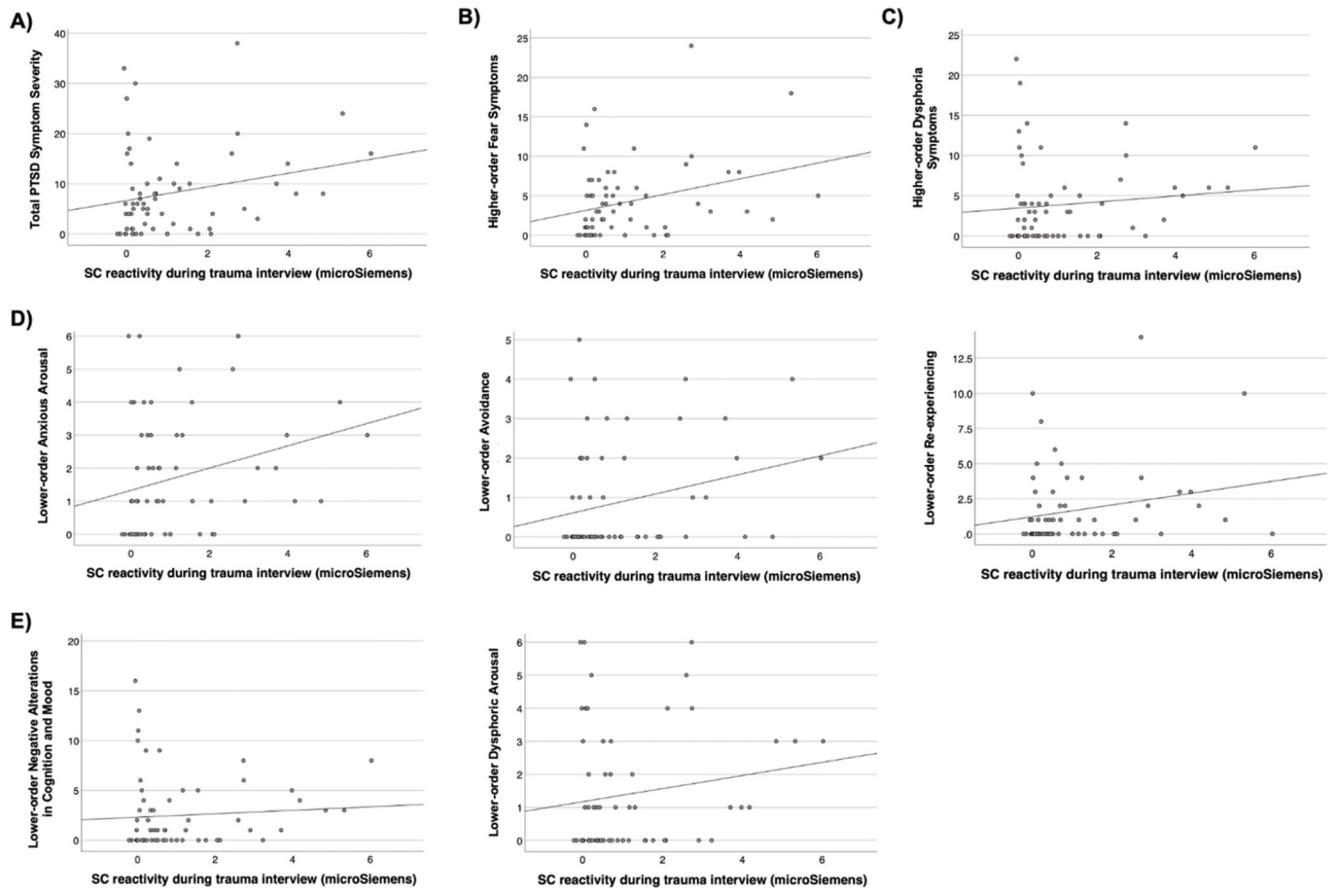 A)
40
30
20
10
0
Total PTSD Symptom Severity
0 2 4 6
SC reactivity during trauma interview (microSiemens)
B)
25
20
15
10
5
0
Higher-order Fear Symptoms
0 2 4 6
SC reactivity during trauma interview (microSiemens)
C)
25
20
15
10
5
0
Higher-order Dysphoria
Symptoms
0 2 4 6
SC reactivity during trauma interview (microSiemens)
D)
6
5
4
3
2
1
0
Lower-order Anxious Arousal
0 2 4 6
SC reactivity during trauma interview (microSiemens)
5
4
3
2
1
0
Lower-order Avoidance
0 2 4 6
SC reactivity during trauma interview (microSiemens)
12.5
10.0
7.5
5.0
2.5
.0
Lower-order Re-experiencing
0 2 4 6
SC reactivity during trauma interview (microSiemens)
E)
20
15
10
5
0
Lower-order Negative Alterations
in Cognition and Mood
0 2 4 6
SC reactivity during trauma interview (microSiemens)
6
5
4
3
2
1
0
Lower-order Dysphoric Arousal
0 2 4 6
SC reactivity during trauma interview (microSiemens)